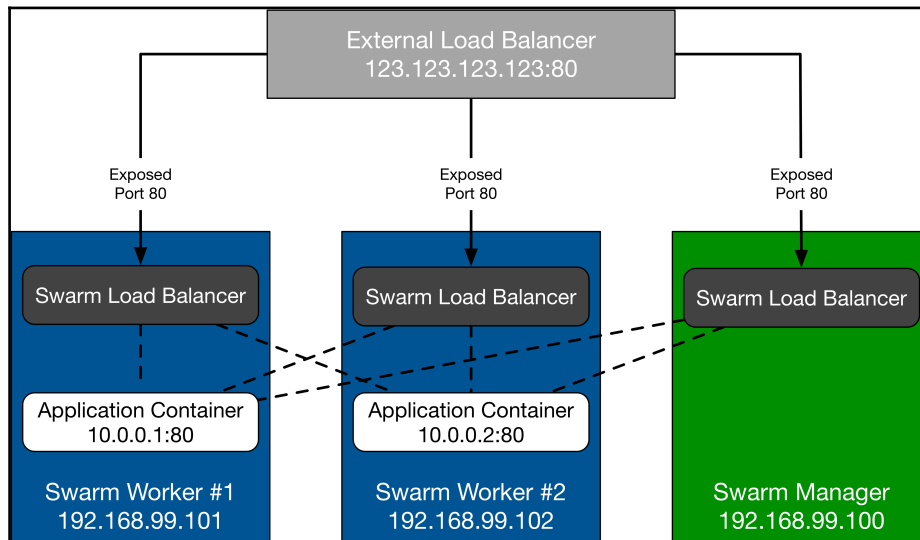 External Load Balancer
123.123.123.123:80
Exposed
Port 80
Exposed
Port 80
Exposed
Port 80
Swarm Load Balancer
Swarm Load Balancer
Swarm Load Balancer
Application Container
10.0.0.1:80
Application Container
10.0.0.2:80
Swarm Worker #1
192.168.99.101
Swarm Worker #2
192.168.99.102
Swarm Manager
192.168.99.100